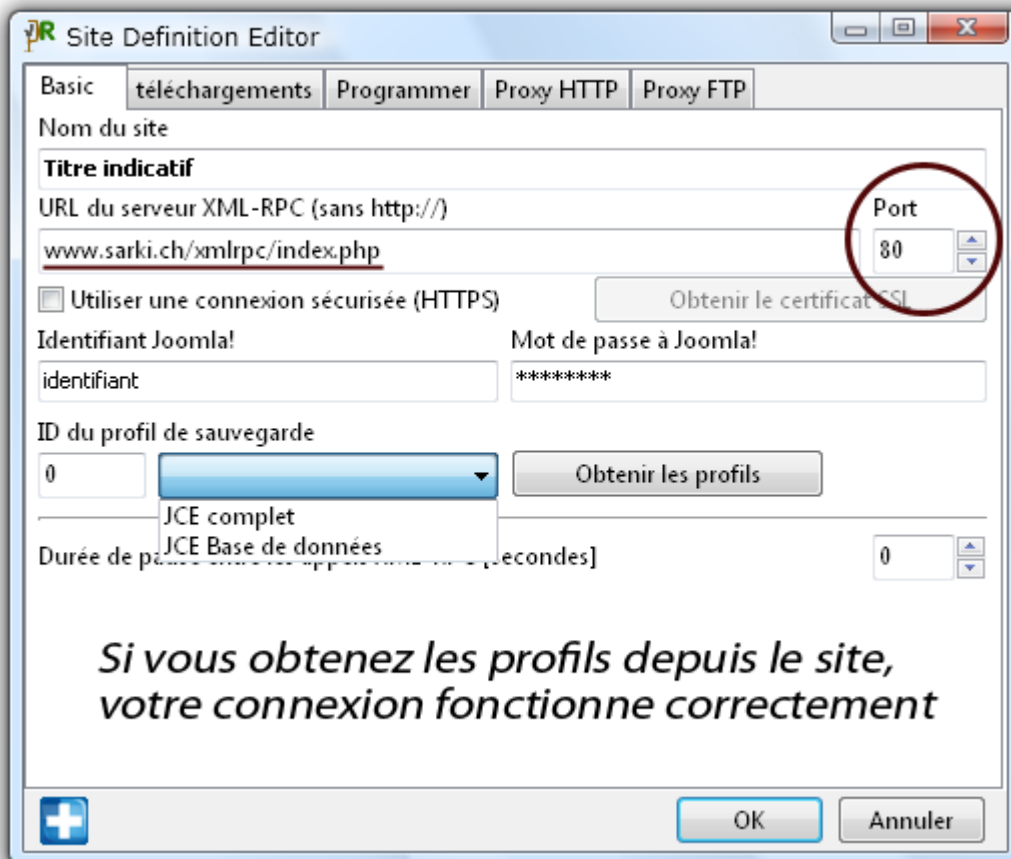 JR Site Definition Editor
Basic téléchargements Programmer Proxy HTTP Proxy FTP
Nom du site
Titre indicatif
URL du serveur XML-RPC (sans http://) Port
www.sarki.ch/xmlrpc/index.php 80
Utiliser une connexion sécurisée (HTTPS) Obtenir le certificat SSL
Identifiant Joomla! Mot de passe à Joomla!
identifiant ********
ID du profil de sauvegarde
0 Obtenir les profils
JCE complet
JCE Base de données
Durée de [secondes] 0
Si vous obtenez les profils depuis le site,
votre connexion fonctionne correctement
OK Annuler